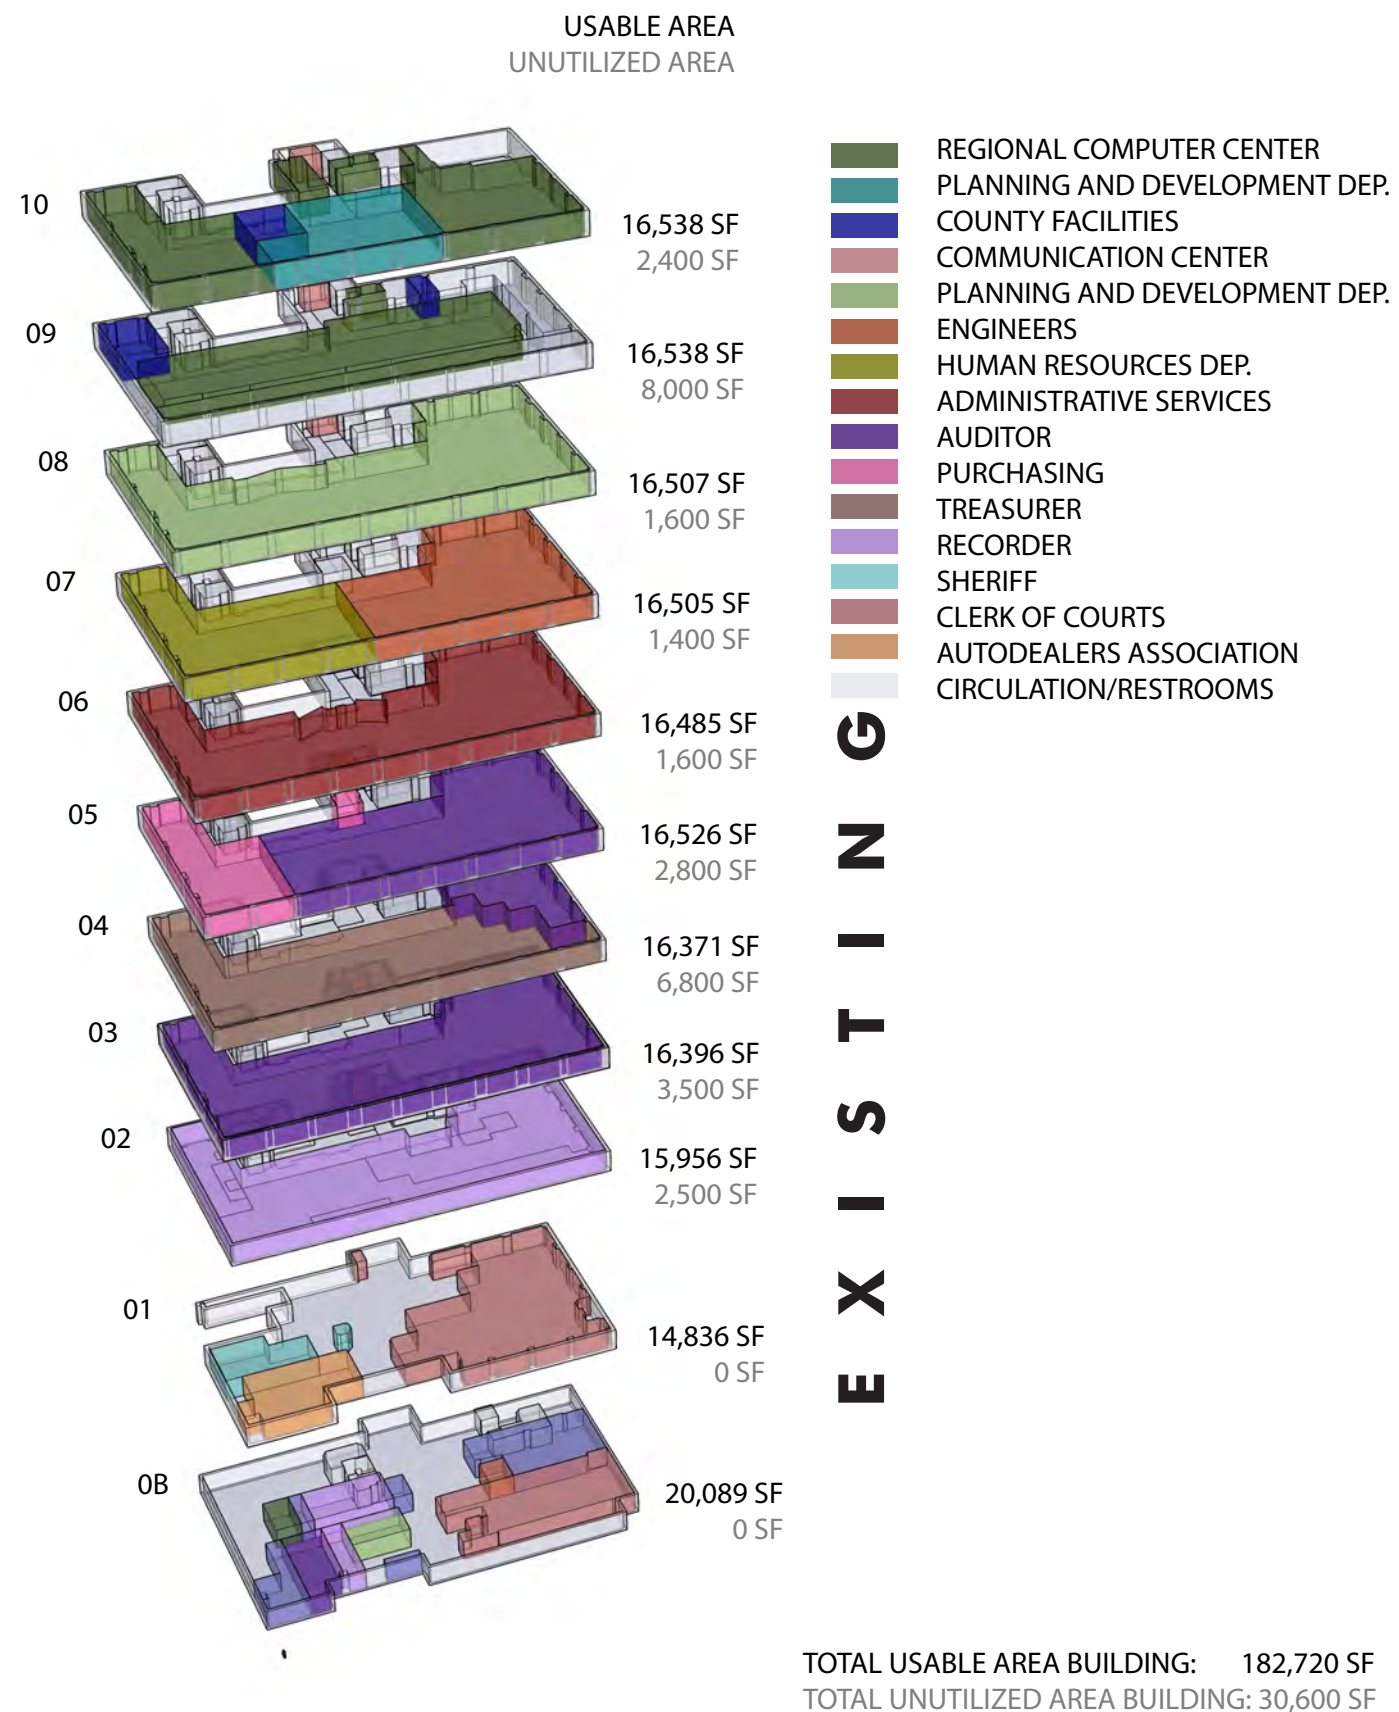 USABLE AREA
UNUTILIZED AREA
10
16,538 SF
2,400 SF
09
16,538 SF
8,000 SF
08
16,507 SF
1,600 SF
07
16,505 SF
1,400 SF
06
16,485 SF
1,600 SF
05
16,526 SF
2,800 SF
04
16,371 SF
6,800 SF
03
16,396 SF
3,500 SF
02
15,956 SF
2,500 SF
01
14,836 SF
0 SF
0B
20,089 SF
0 SF
REGIONAL COMPUTER CENTER
PLANNING AND DEVELOPMENT DEP.
COUNTY FACILITIES
COMMUNICATION CENTER
PLANNING AND DEVELOPMENT DEP.
ENGINEERS
HUMAN RESOURCES DEP.
ADMINISTRATIVE SERVICES
AUDITOR
PURCHASING
TREASURER
RECORDER
SHERIFF
CLERK OF COURTS
AUTODEALERS ASSOCIATION
CIRCULATION/RESTROOMS
EXISTING
TOTAL USABLE AREA BUILDING: 182,720 SF
TOTAL UNUTILIZED AREA BUILDING: 30,600 SF